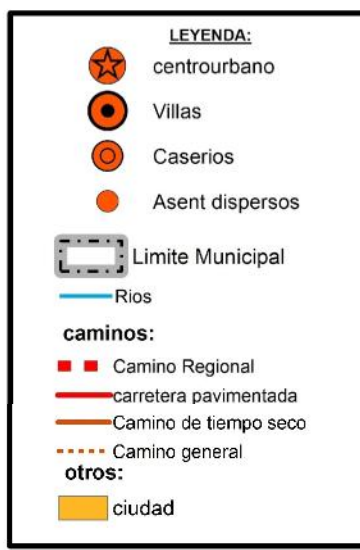 LEYENDA:
centrourbano
Villas
Caserios
Asent dispersos
Limite Municipal
Rios
caminos:
Camino Regional
carretera pavimentada
Camino de tiempo seco
Camino general
otros:
ciudad